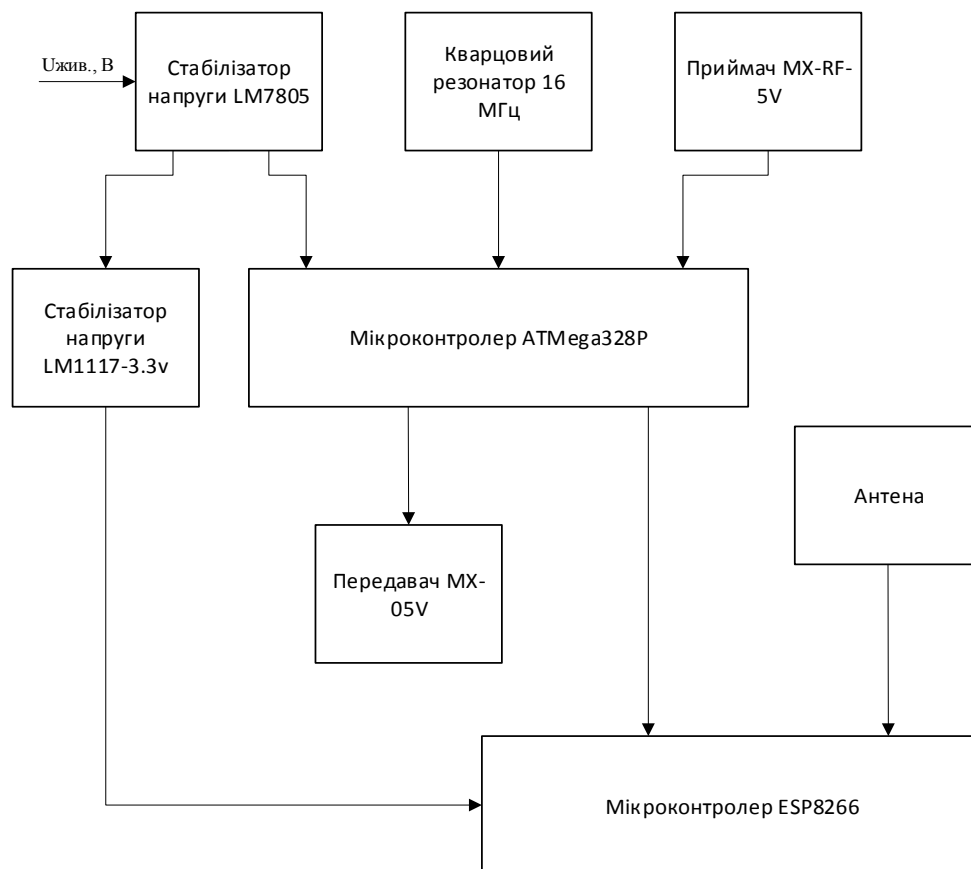 Uжив., В
Стабілізатор
напруги LM7805
Кварцовий
резонатор 16
МГц
Приймач MX-RF-
5V
Стабілізатор
напруги
LM1117-3.3v
Мікроконтролер ATMega328P
Антена
Передавач MX-
05V
Мікроконтролер ESP8266